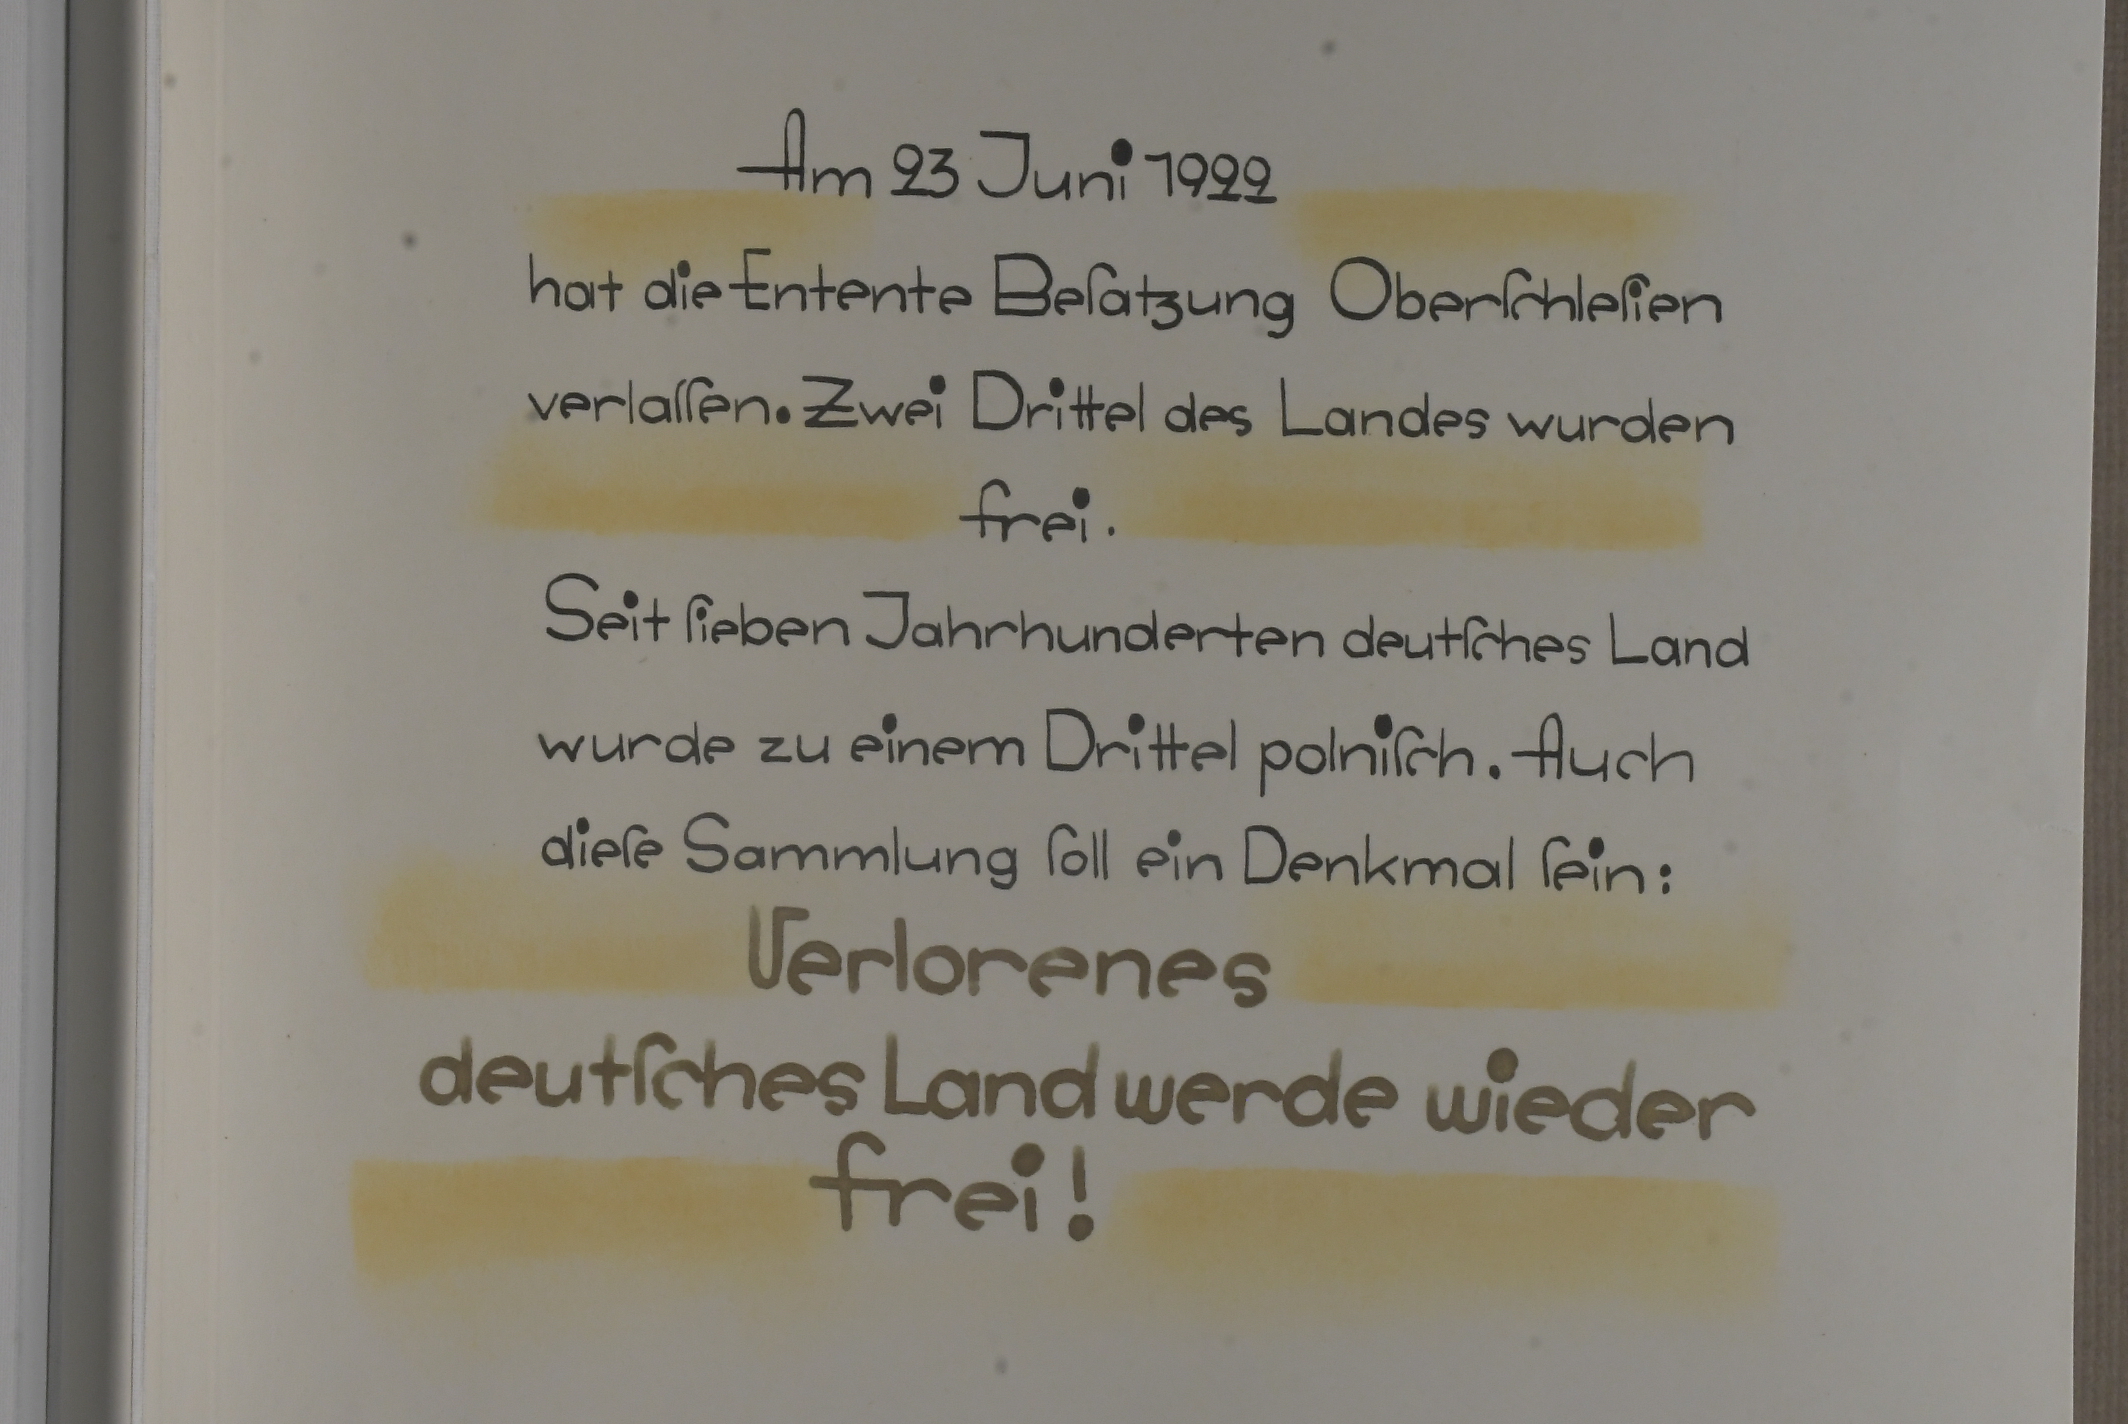 Am 23 Juni 1922
hat die Entente Beſatzung Oberſchleſien
verlaſſen. Zwei Drittel des Landes wurden
frei.
Seit ſieben Jahrhunderten deutſches Land
wurde zu einem Drittel polniſch. Auch
dieſe Sammlung ſoll ein Denkmal ſein:
Verlorenes
deutſches Land werde wieder
frei!